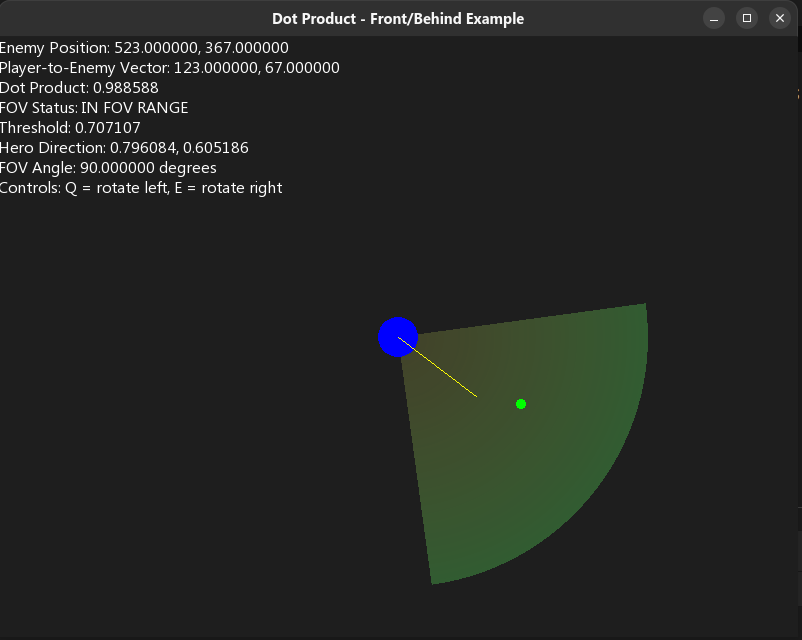 Dot Product - Front/Behind Example
Enemy Position: 523.000000, 367.000000
Player-to-Enemy Vector: 123.000000, 67.000000
Dot Product: 0.988588
FOV Status: IN FOV RANGE
Threshold: 0.707107
Hero Direction: 0.796084, 0.605186
FOV Angle: 90.000000 degrees
Controls: Q = rotate left, E = rotate right